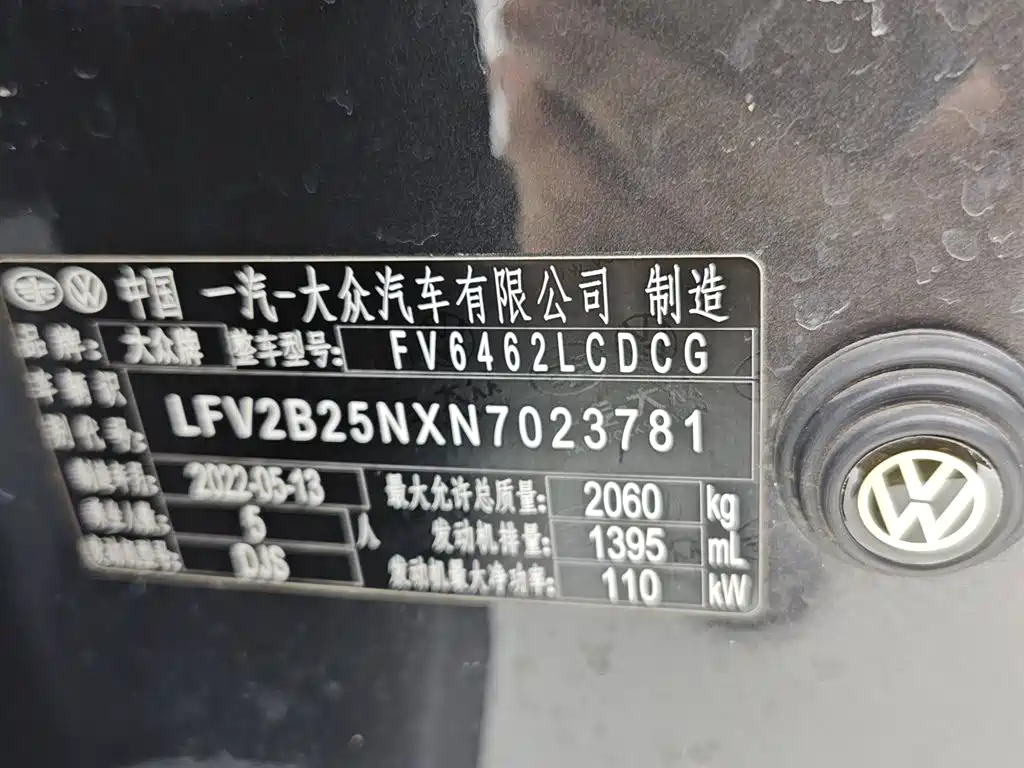 中国 一汽-大众汽车有限公司 制造
品牌: 大众牌 整车型号: FV6462LCDCG
车辆识别代号: LFV2B25NXN7023781
制造年月: 2022-05-13 最大允许总质量: 2060 kg
乘坐人数: 5 人 发动机排量: 1395 mL
发动机型号: DJS 发动机最大净功率: 110 kW